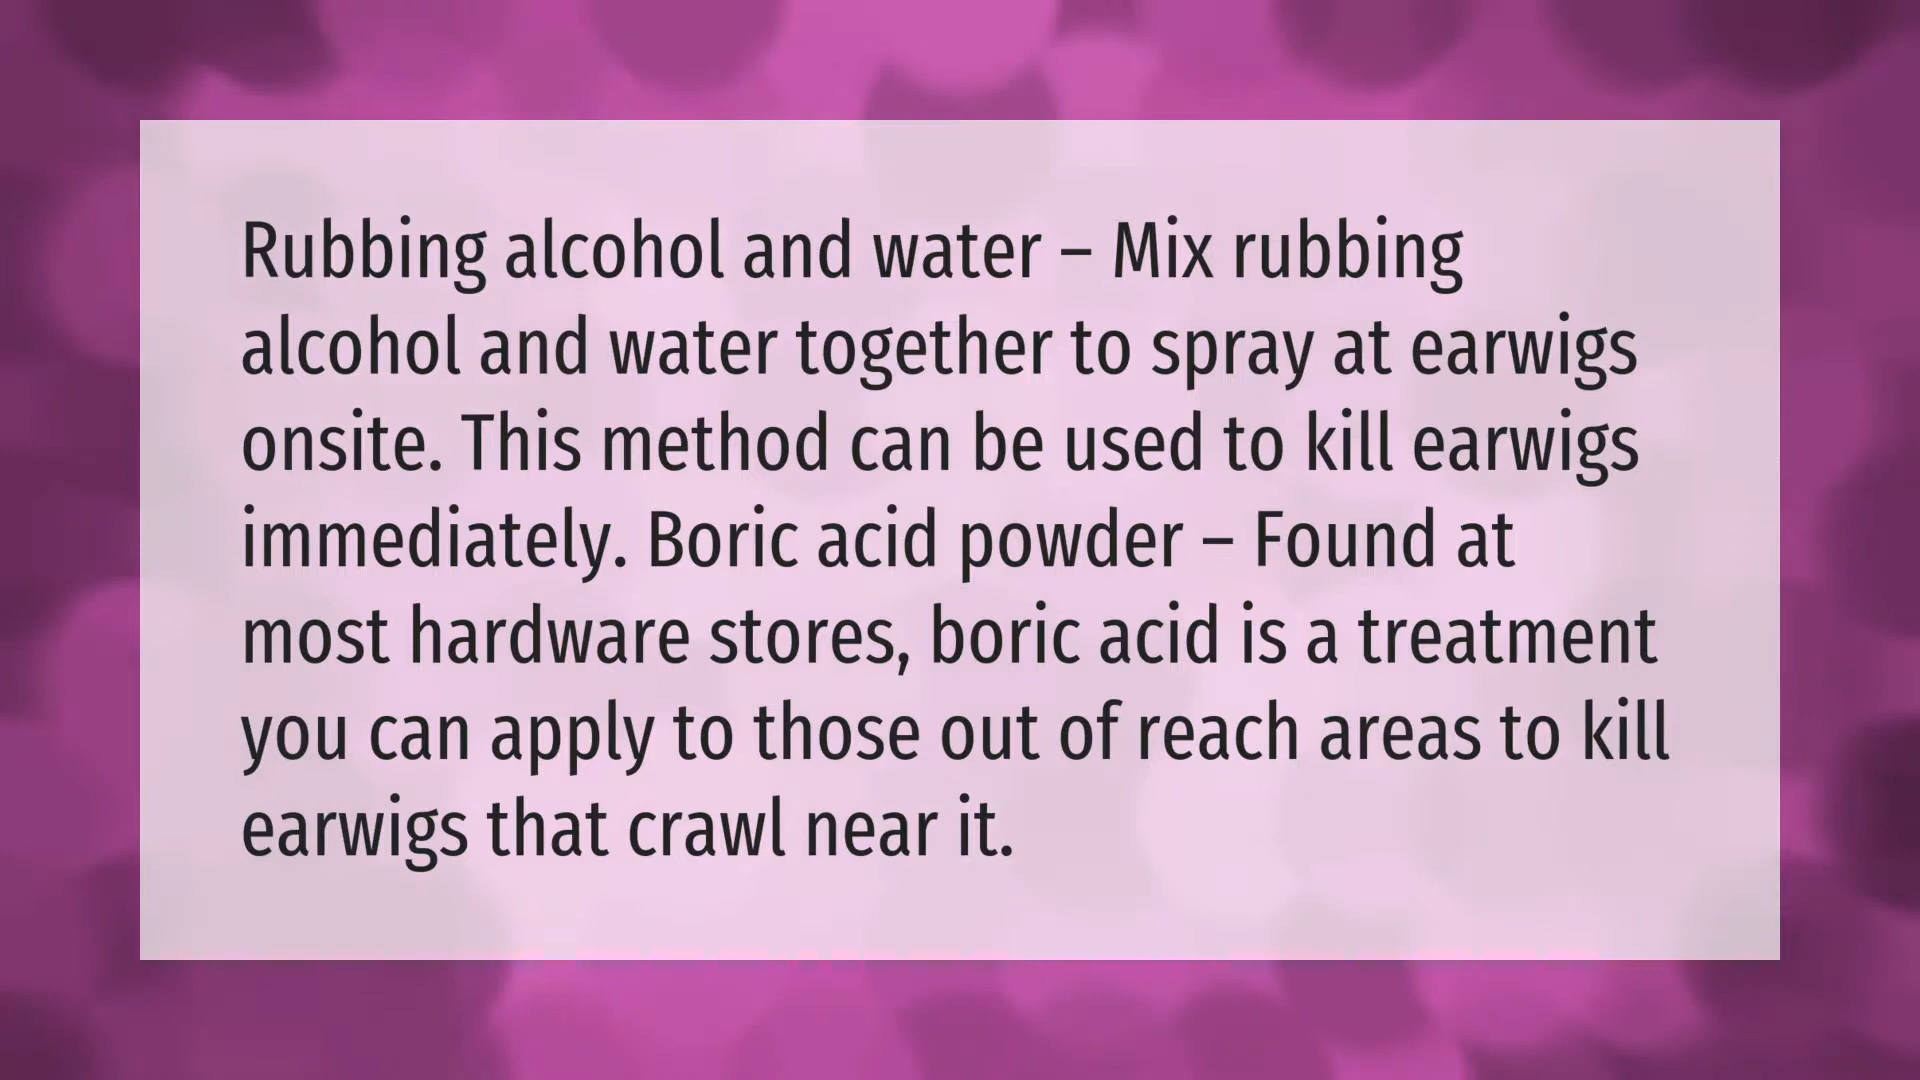 Rubbing alcohol and water – Mix rubbing
alcohol and water together to spray at earwigs
onsite. This method can be used to kill earwigs
immediately. Boric acid powder – Found at
most hardware stores, boric acid is a treatment
you can apply to those out of reach areas to kill
earwigs that crawl near it.